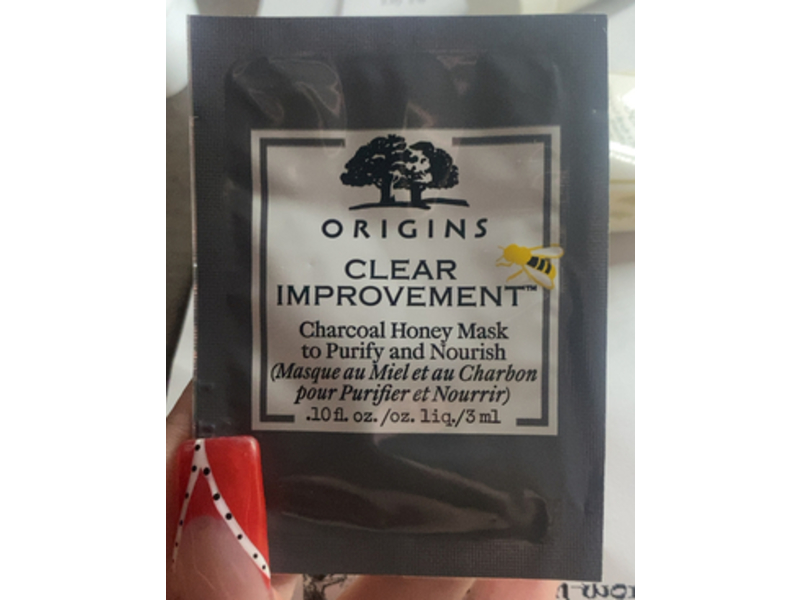 ORIGINS
CLEAR
IMPROVEMENT™
Charcoal Honey Mask
to Purify and Nourish
(Masque au Miel et au Charbon
pour Purifier et Nourrir)
.10 fl. oz./oz. liq./3 ml